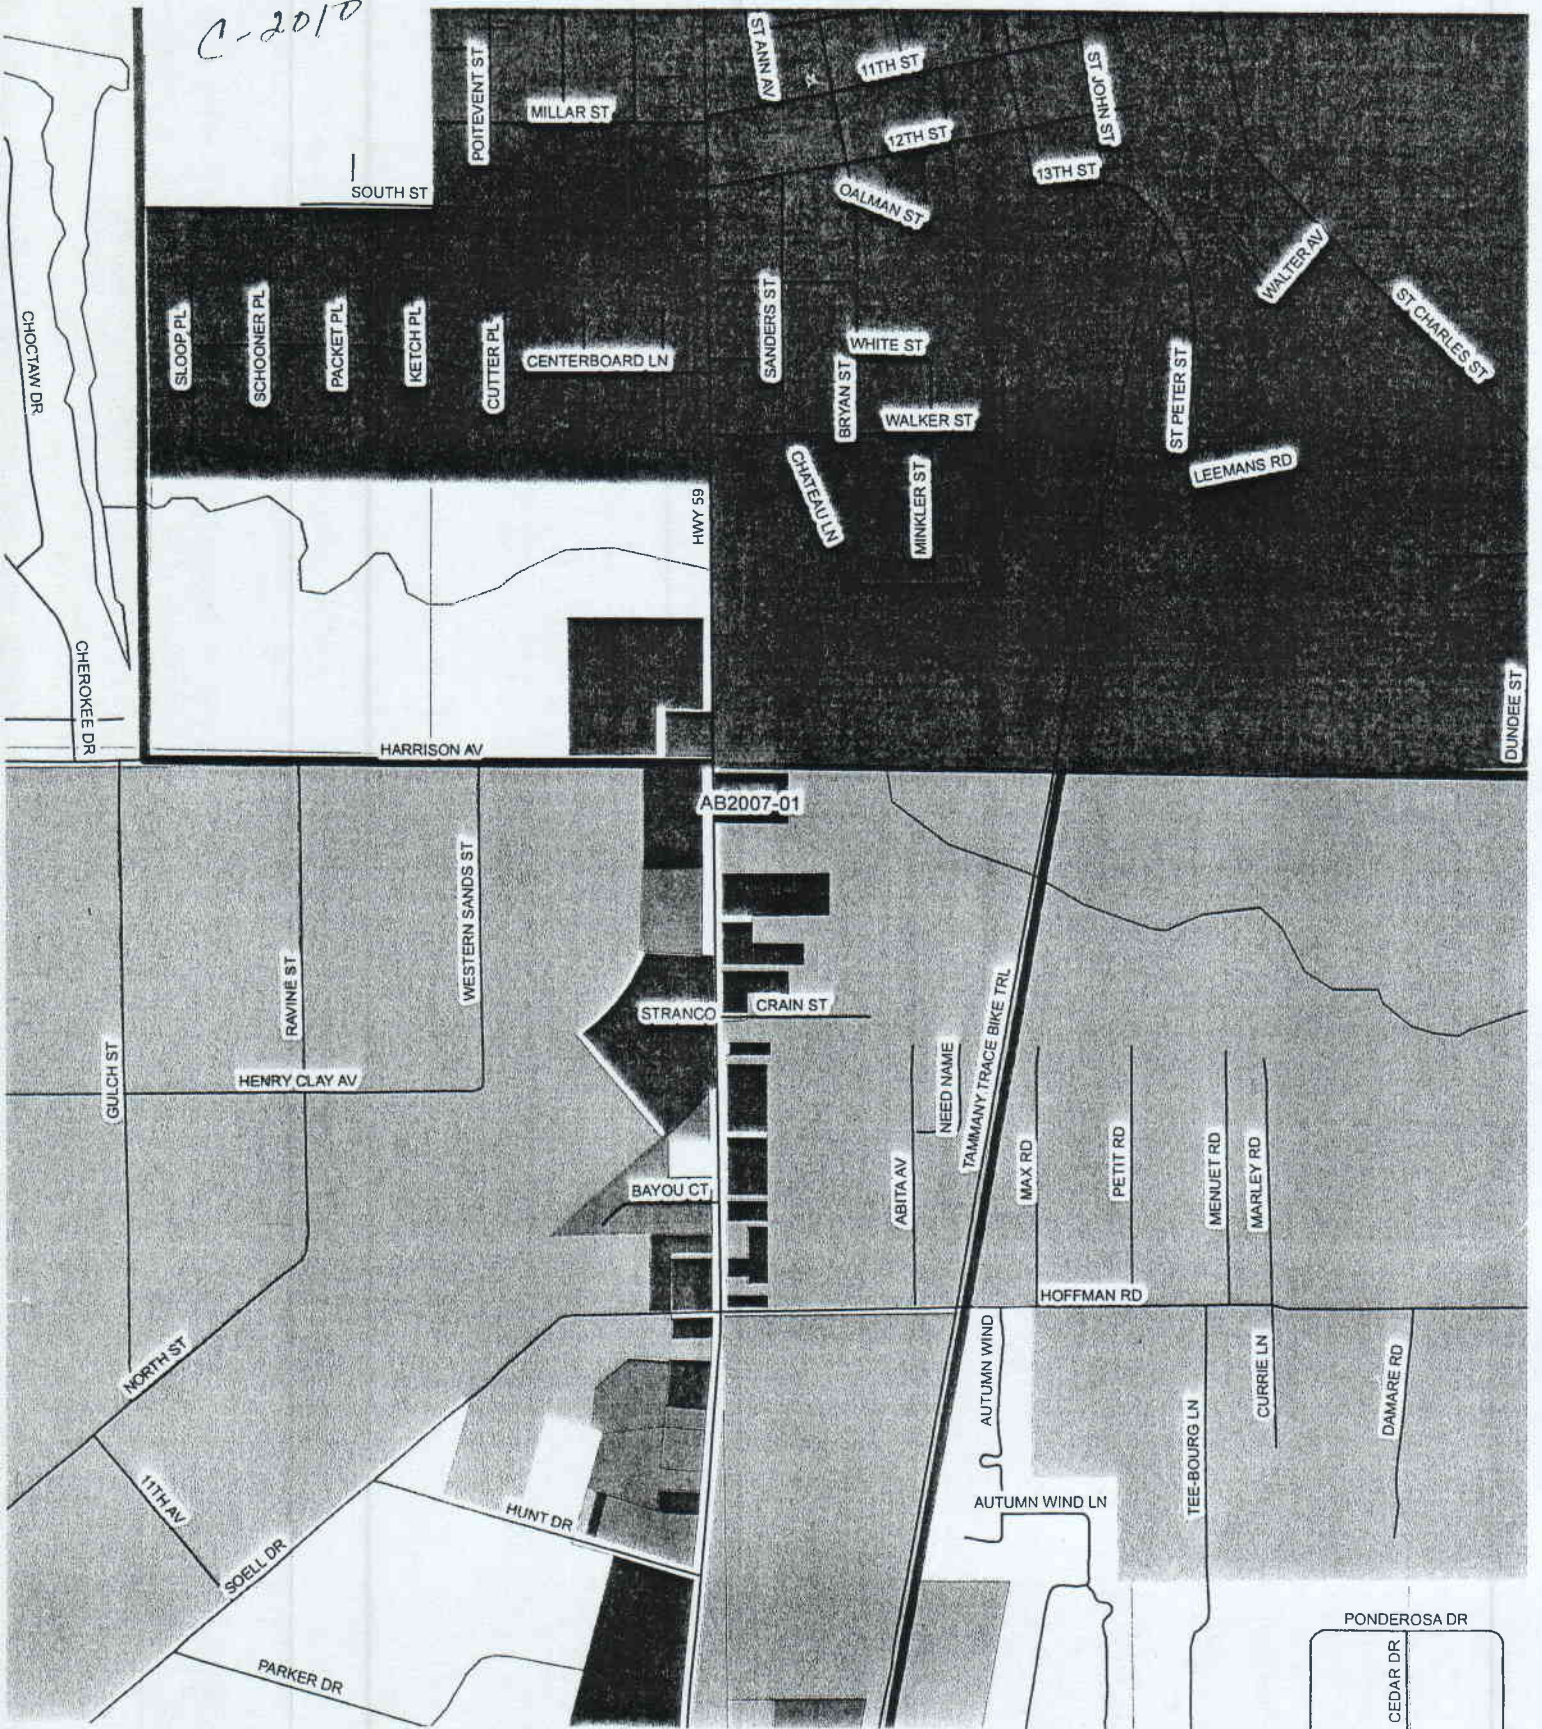 C-2010
POITEVENT ST
MILLAR ST
ST ANN AV
11TH ST
12TH ST
ST JOHN ST
13TH ST
SOUTH ST
OALMAN ST
WALTER AV
ST CHARLES ST
CHOCTAW DR
SLOOP PL
SCHOONER PL
PACKET PL
KETCH PL
CUTTER PL
CENTERBOARD LN
SANDERS ST
WHITE ST
BRYAN ST
WALKER ST
ST PETER ST
LEEMANS RD
CHATEAU LN
MINKLER ST
HWY 59
CHEROKEE DR
HARRISON AV
DUNDEE ST
AB2007-01
WESTERN SANDS ST
RAVINE ST
GULCH ST
HENRY CLAY AV
STRANCO
CRAIN ST
TAMMANY TRACE BIKE TRL
NEED NAME
ABITA AV
MAX RD
PETIT RD
MENUET RD
MARLEY RD
BAYOU CT
HOFFMAN RD
NORTH ST
AUTUMN WIND
CURRIE LN
DAMARE RD
TEE-BOURG LN
11TH AV
HUNT DR
AUTUMN WIND LN
SOELL DR
PARKER DR
PONDEROSA DR
CEDAR DR